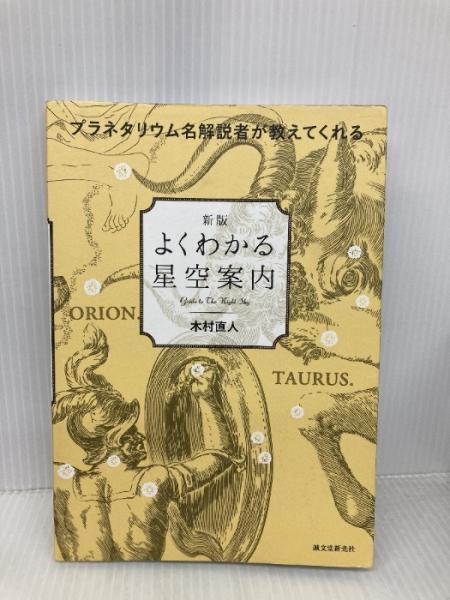 プラネタリウム名解説者が教えてくれる
新版
よくわかる
星空案内
Guide to The Night Sky
木村直人
ORION.
TAURUS.
誠文堂新光社